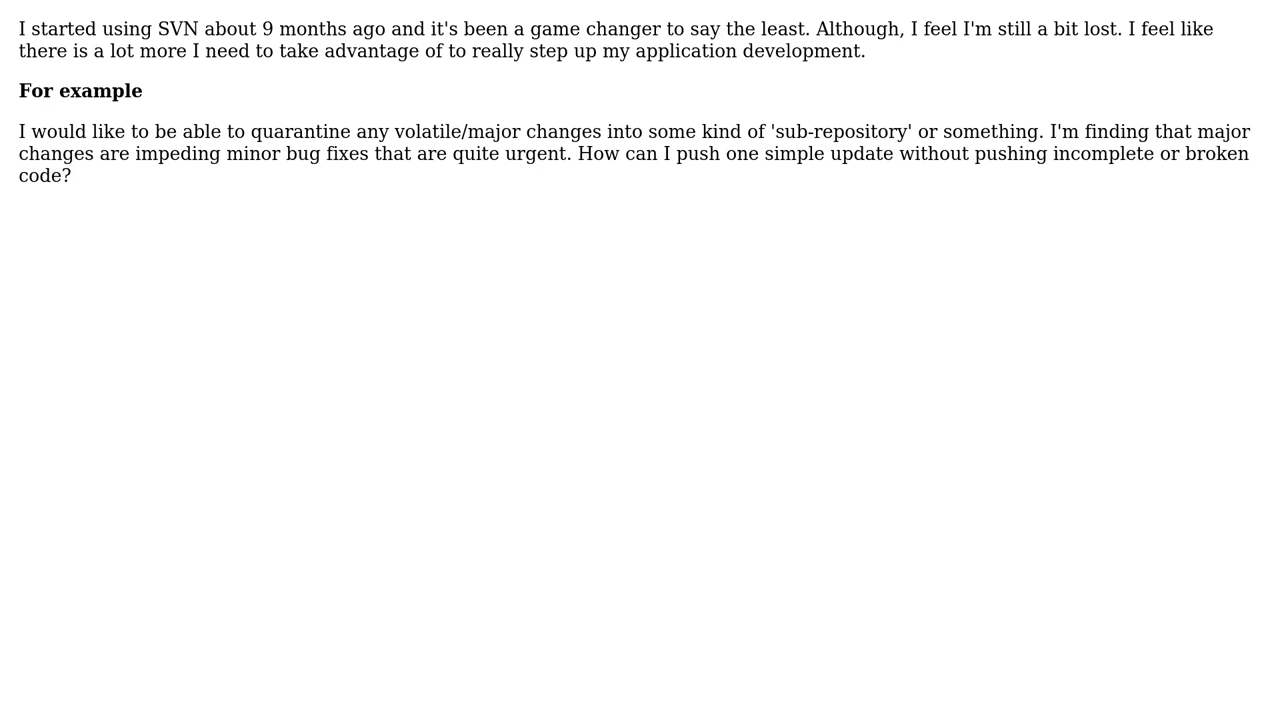 I started using SVN about 9 months ago and it's been a game changer to say the least. Although, I feel I'm still a bit lost. I feel like
there is a lot more I need to take advantage of to really step up my application development.
For example
I would like to be able to quarantine any volatile/major changes into some kind of 'sub-repository' or something. I'm finding that major
changes are impeding minor bug fixes that are quite urgent. How can I push one simple update without pushing incomplete or broken
code?